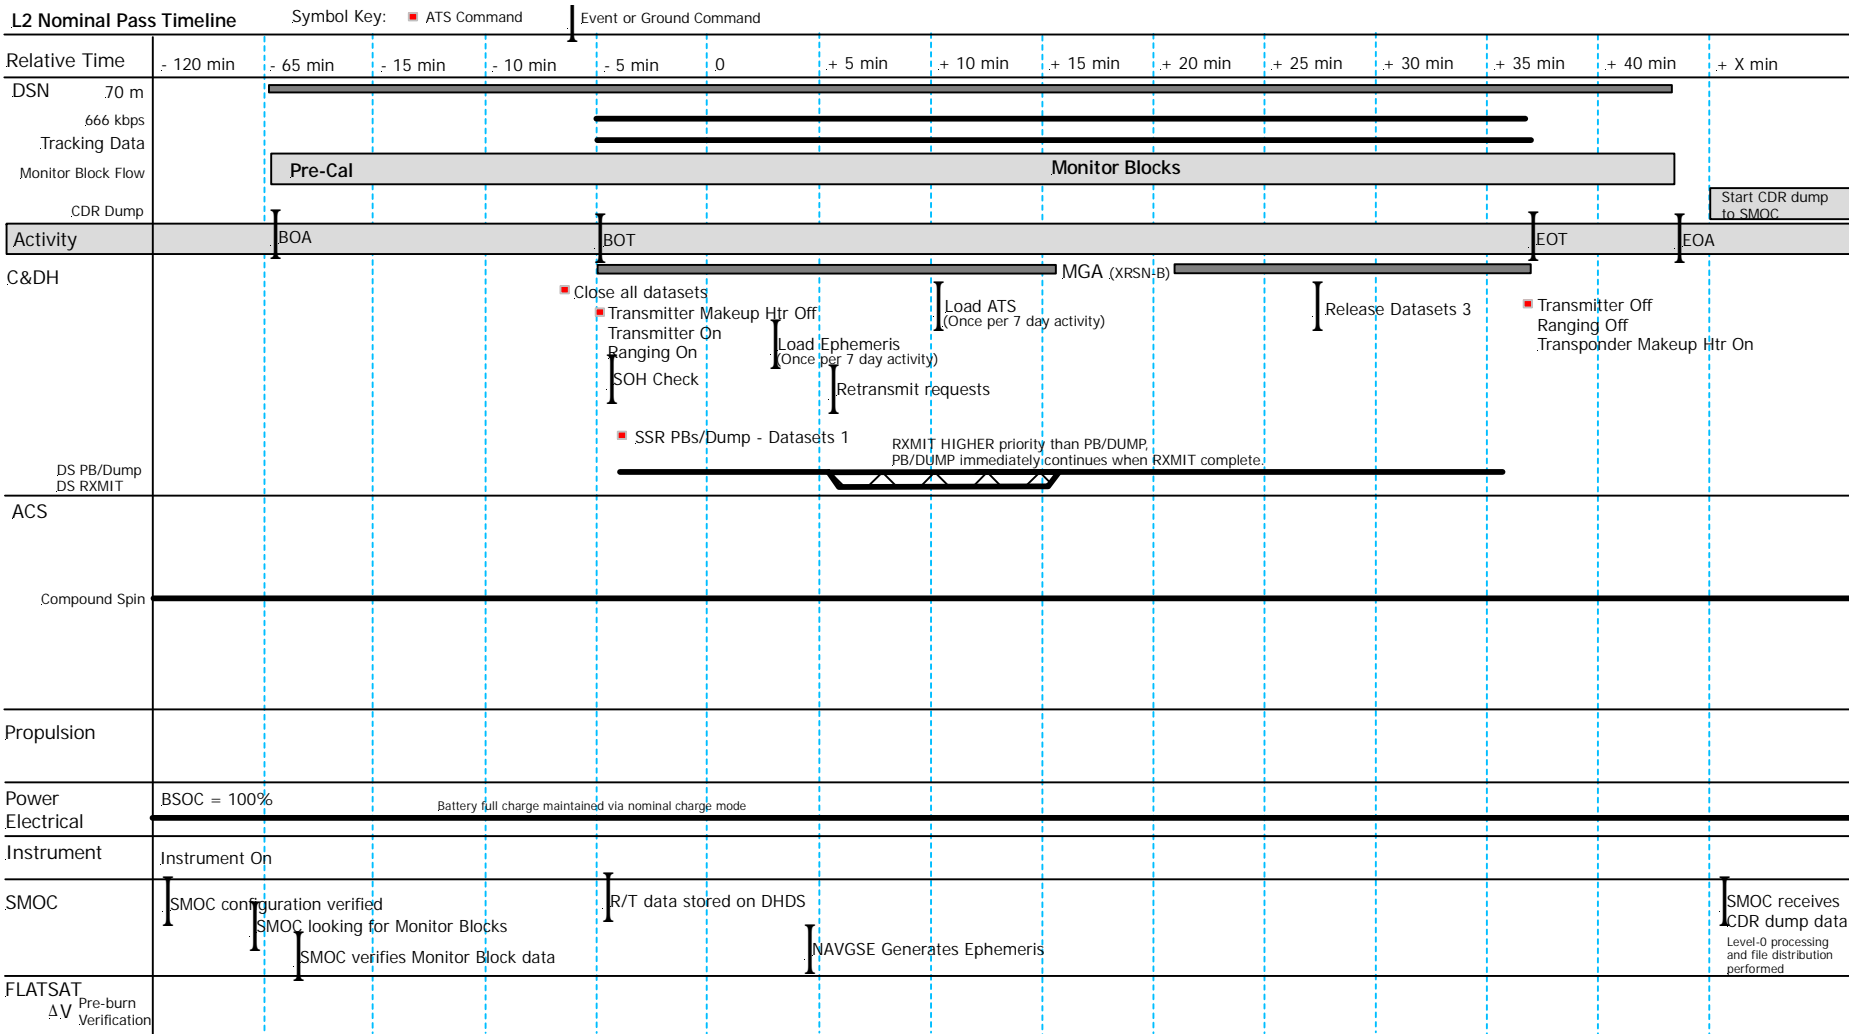 L2 Nominal Pass Timeline
Symbol Key: ATS Command Event or Ground Command
Relative Time - 120 min - 65 min - 15 min - 10 min - 5 min 0 + 5 min + 10 min + 15 min + 20 min + 25 min + 30 min + 35 min + 40 min + X min
DSN 70 m
666 kbps
Tracking Data
Monitor Block Flow Pre-Cal Monitor Blocks
CDR Dump
Start CDR dump
to SMOC
Activity BOA BOT EOT EOA
C&DH
MGA (XRSN-B)
Close all datasets
Transmitter Makeup Htr Off
Transmitter On
Ranging On
SOH Check
Load Ephemeris
(Once per 7 day activity)
Load ATS
(Once per 7 day activity)
Retransmit requests
Release Datasets 3
Transmitter Off
Ranging Off
Transponder Makeup Htr On
SSR PBs/Dump - Datasets 1
RXMIT HIGHER priority than PB/DUMP,
PB/DUMP immediately continues when RXMIT complete.
DS PB/Dump
DS RXMIT
ACS
Compound Spin
Propulsion
Power
Electrical
BSOC = 100%
Battery full charge maintained via nominal charge mode
Instrument
Instrument On
SMOC
SMOC configuration verified
SMOC looking for Monitor Blocks
SMOC verifies Monitor Block data
R/T data stored on DHDS
NAVGSE Generates Ephemeris
SMOC receives
CDR dump data
Level-0 processing
and file distribution
performed
FLATSAT
ΔV Pre-burn
Verification